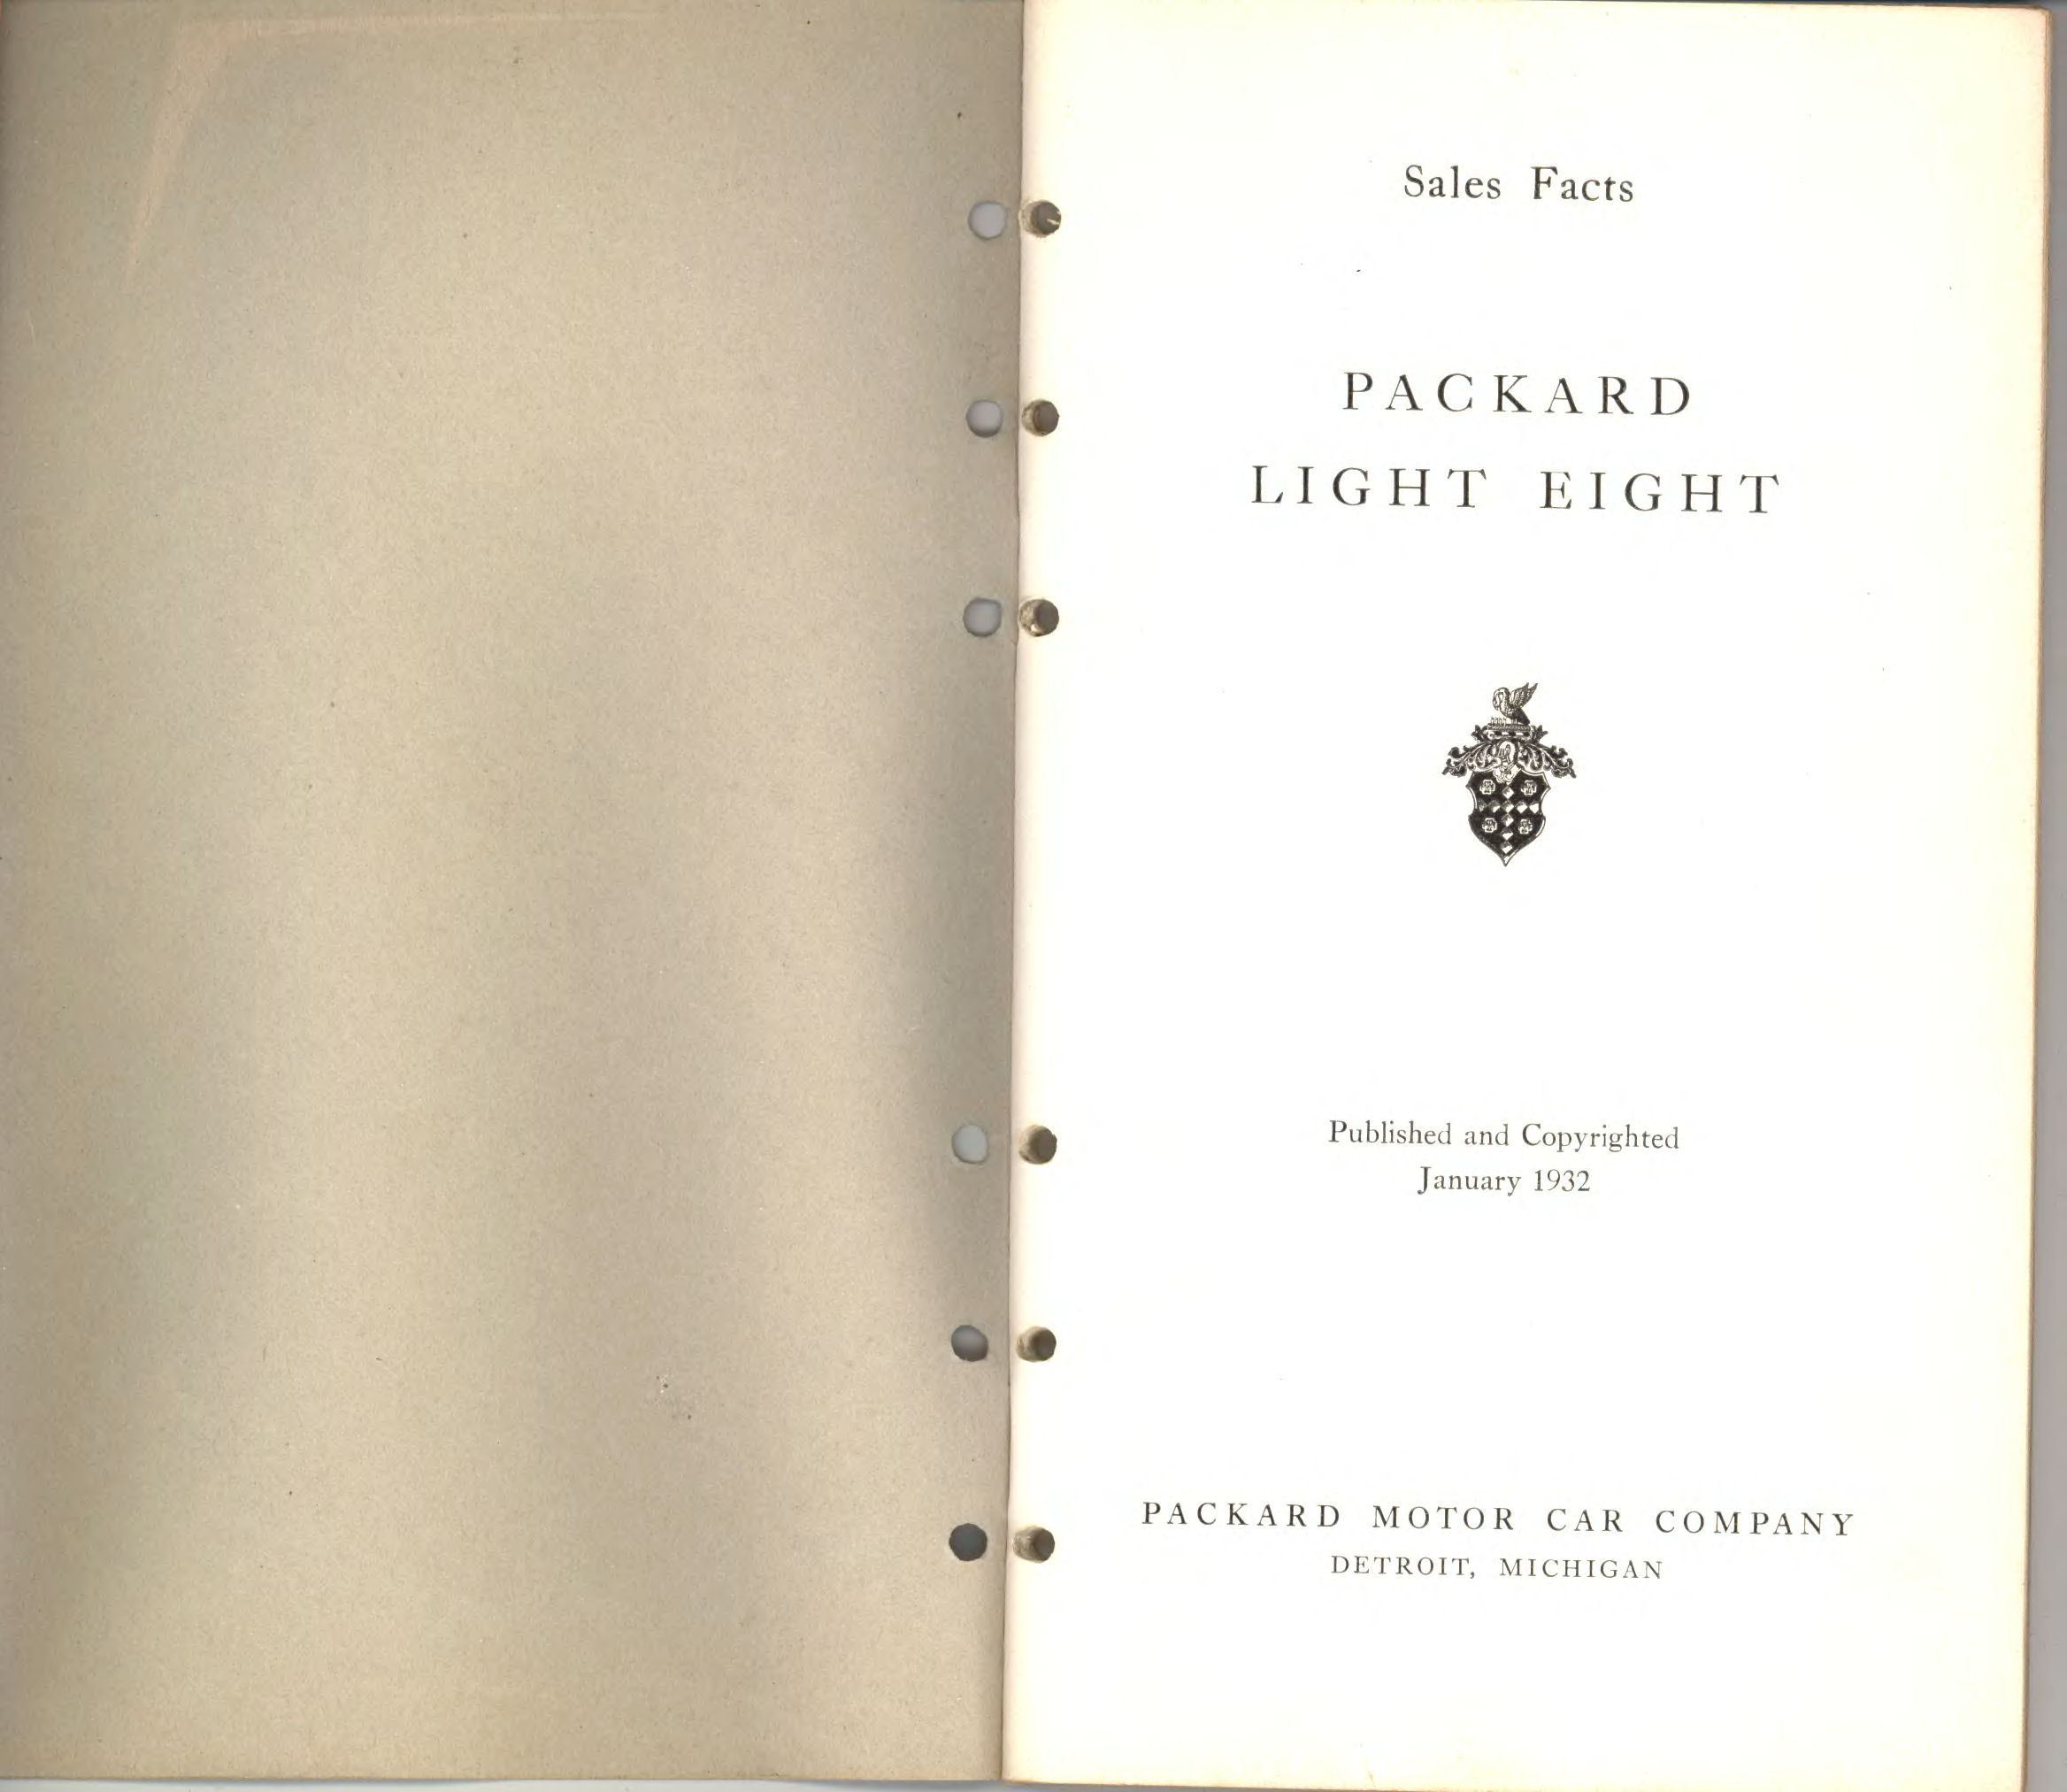 Sales Facts
PACKARD
LIGHT EIGHT
Published and Copyrighted
January 1932
PACKARD MOTOR CAR COMPANY
DETROIT, MICHIGAN